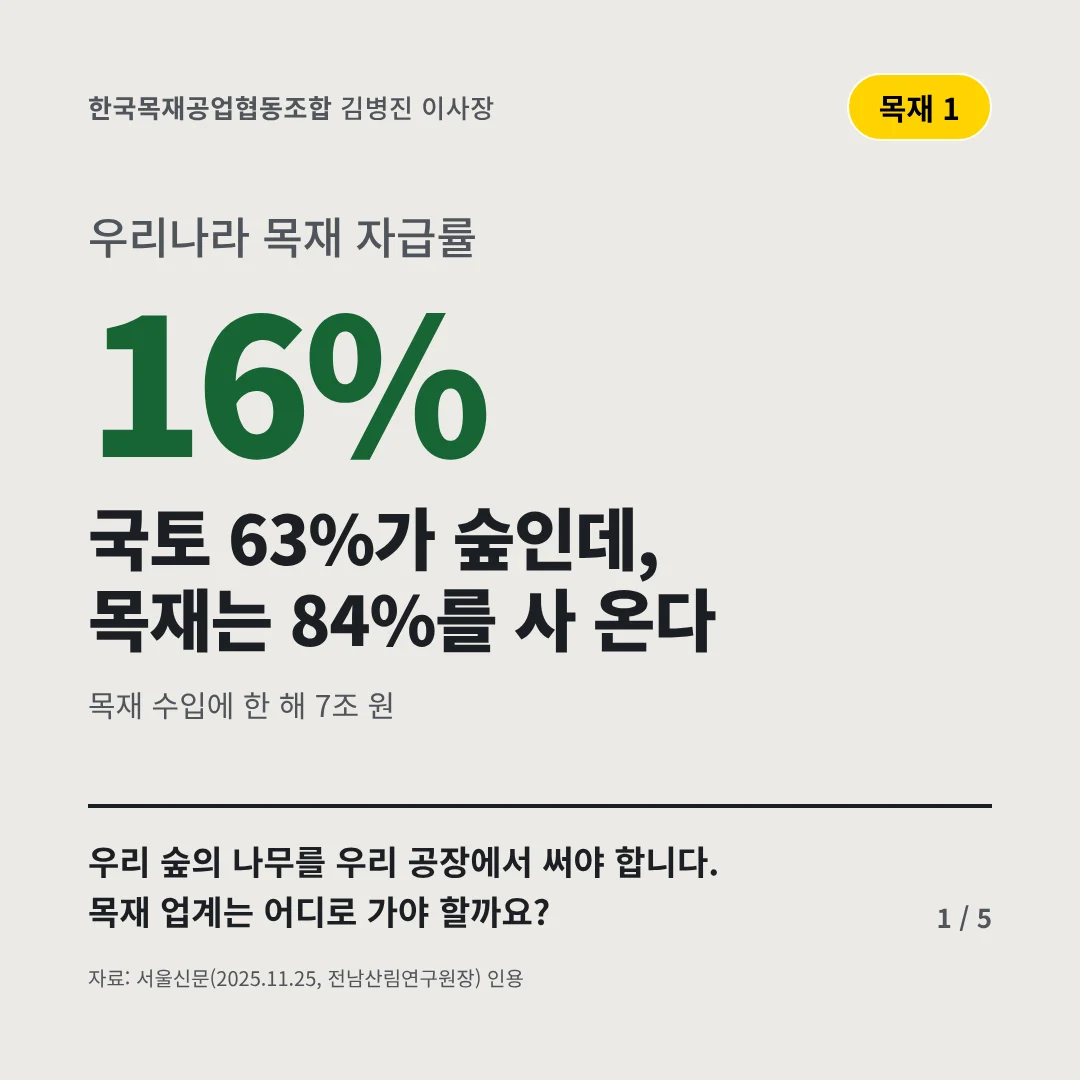 한국목재공업협동조합 김병진 이사장
목재 1
우리나라 목재 자급률
16%
국토 63%가 숲인데,
목재는 84%를 사 온다
목재 수입에 한 해 7조 원
우리 숲의 나무를 우리 공장에서 써야 합니다.
목재 업계는 어디로 가야 할까요?
1 / 5
자료: 서울신문(2025.11.25, 전남산림연구원장) 인용